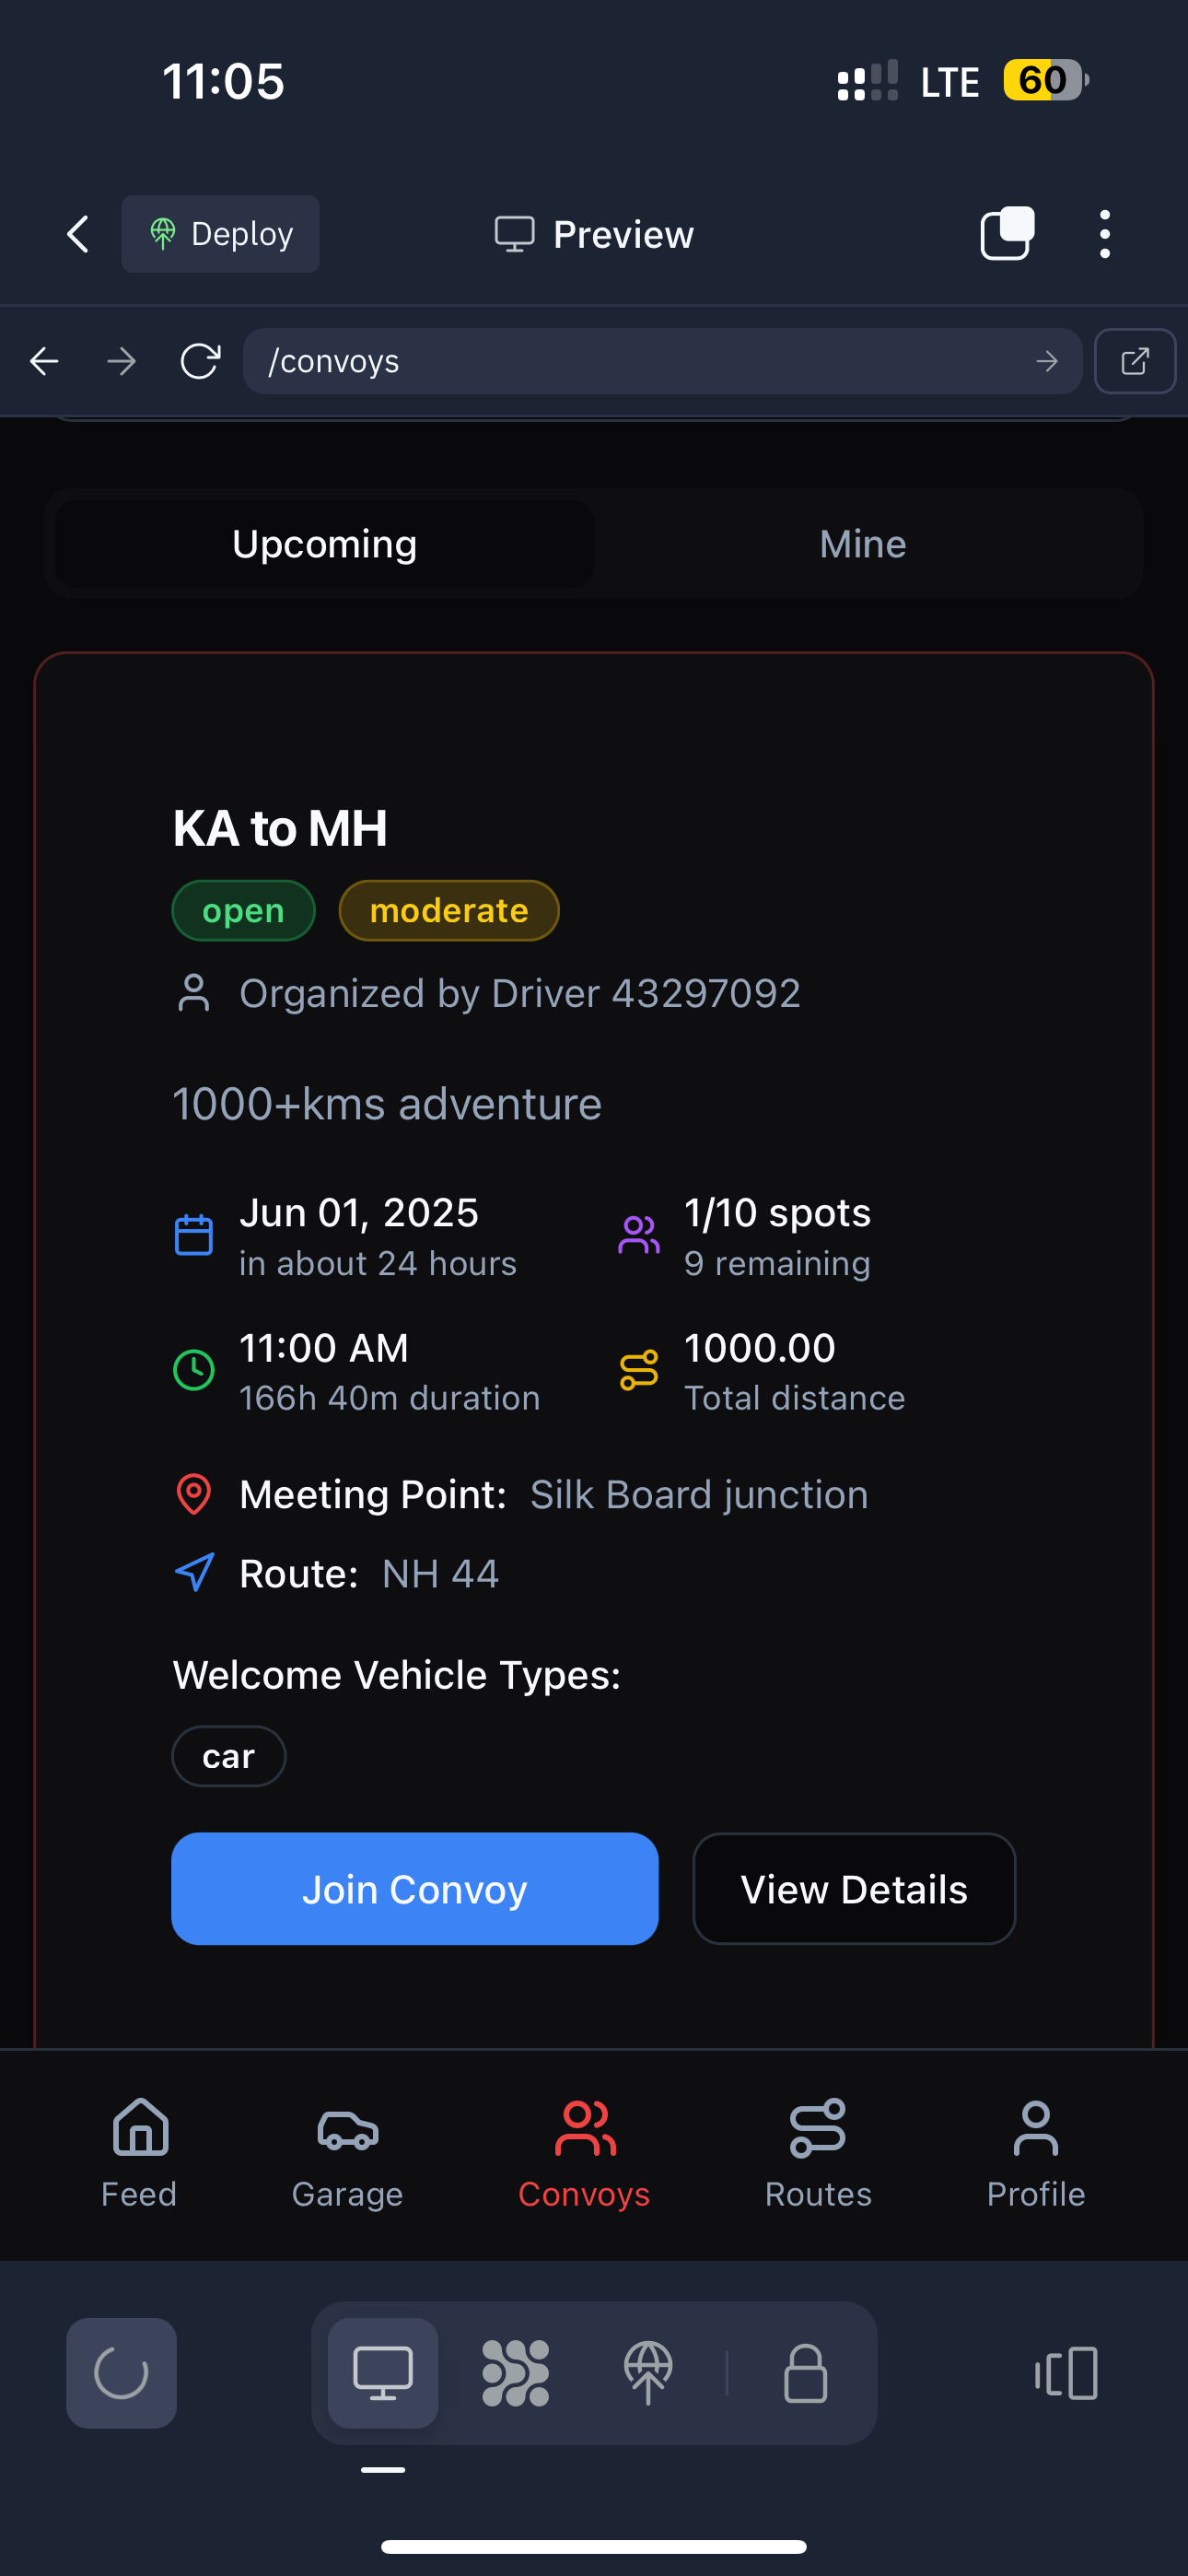 11:05
LTE 60
Deploy
Preview
/convoys
Upcoming
Mine
KA to MH
open
moderate
Organized by Driver 43297092
1000+kms adventure
Jun 01, 2025
in about 24 hours
1/10 spots
9 remaining
11:00 AM
166h 40m duration
1000.00
Total distance
Meeting Point: Silk Board junction
Route: NH 44
Welcome Vehicle Types:
car
Join Convoy
View Details
Feed
Garage
Convoys
Routes
Profile